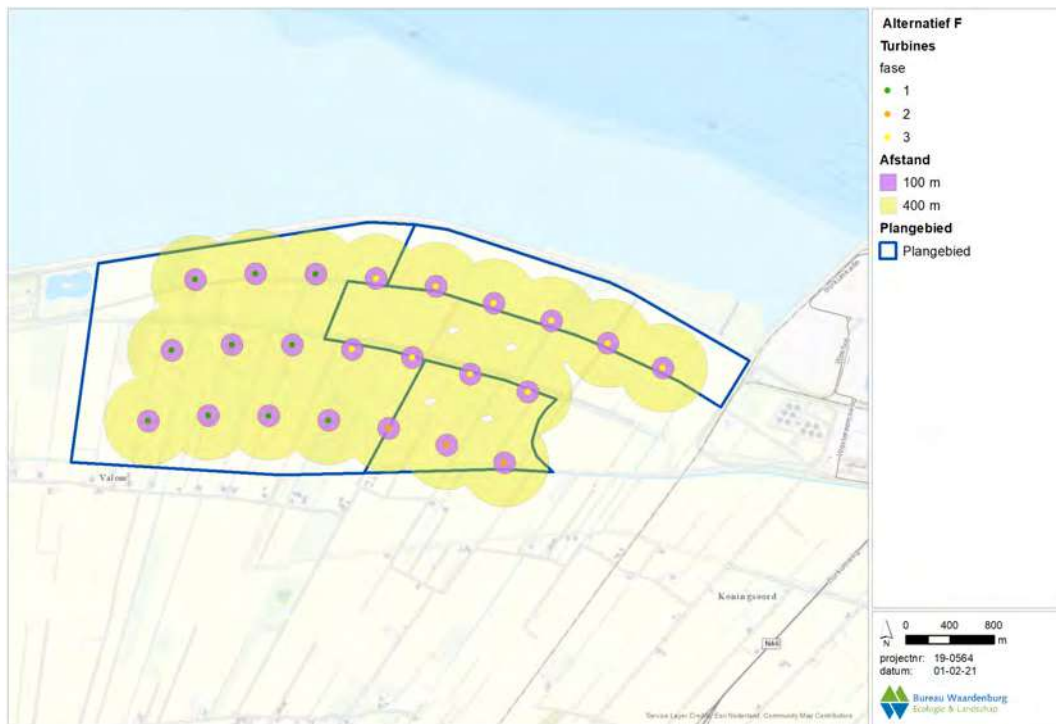 Alternatief F
Turbines
fase
1
2
3
Afstand
100 m
400 m
Plangebied
Plangebied
Koningsoord
N46
N
0 400 800
m
projectnr: 19-0564
datum: 01-02-21
Bureau Waardenburg
Ecologie & Landschap